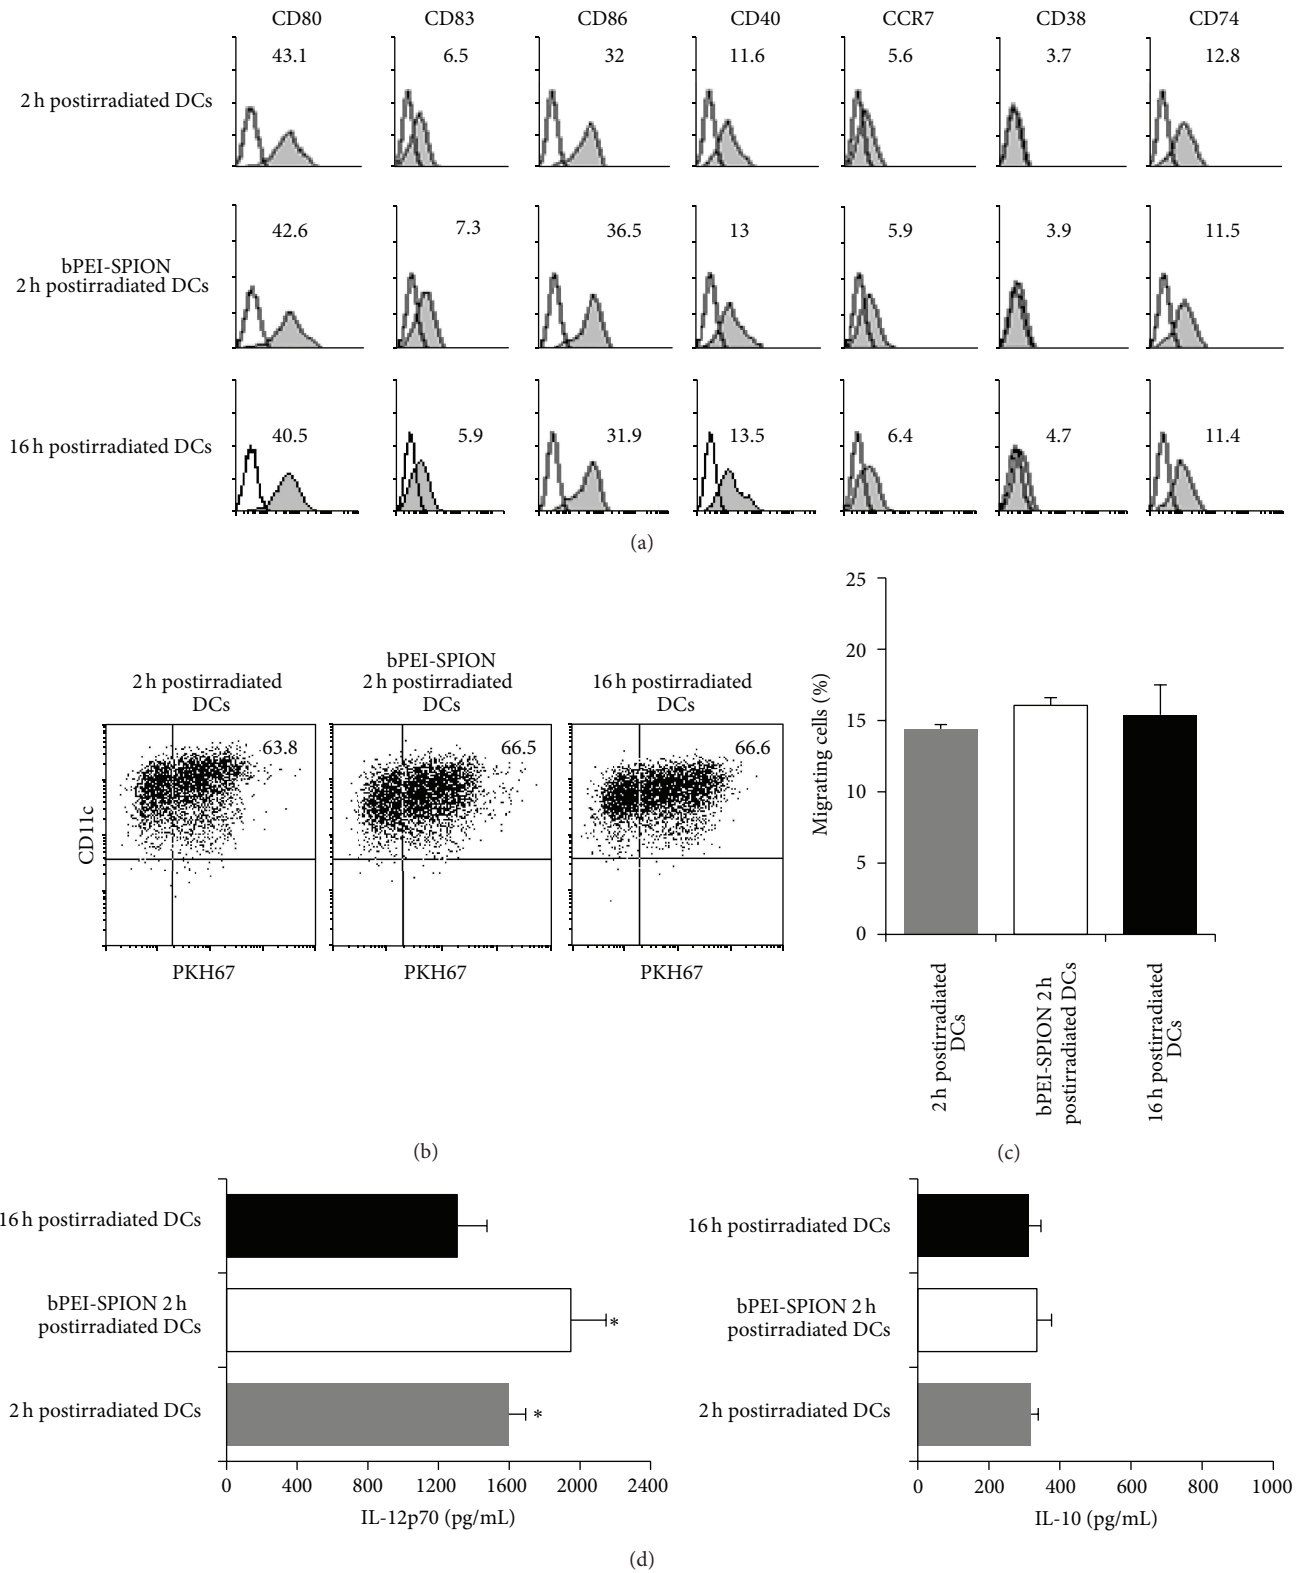 CD80 CD83 CD86 CD40 CCR7 CD38 CD74
2 h postirradiated DCs
43.1 6.5 32 11.6 5.6 3.7 12.8
bPEI-SPION
2 h postirradiated DCs
42.6 7.3 36.5 13 5.9 3.9 11.5
16 h postirradiated DCs
40.5 5.9 31.9 13.5 6.4 4.7 11.4
(a)
2 h postirradiated
DCs
bPEI-SPION
2 h postirradiated
DCs
16 h postirradiated
DCs
63.8 66.5 66.6
CD11c
PKH67 PKH67 PKH67
(b)
25
20
15
10
5
0
Migrating cells (%)
2 h postirradiated
DCs
bPEI-SPION 2 h
postirradiated DCs
16 h postirradiated
DCs
(c)
16 h postirradiated DCs
bPEI-SPION 2 h
postirradiated DCs
*
2 h postirradiated DCs
*
0 400 800 1200 1600 2000 2400
IL-12p70 (pg/mL)
16 h postirradiated DCs
bPEI-SPION 2 h
postirradiated DCs
2 h postirradiated DCs
0 200 400 600 800 1000
IL-10 (pg/mL)
(d)